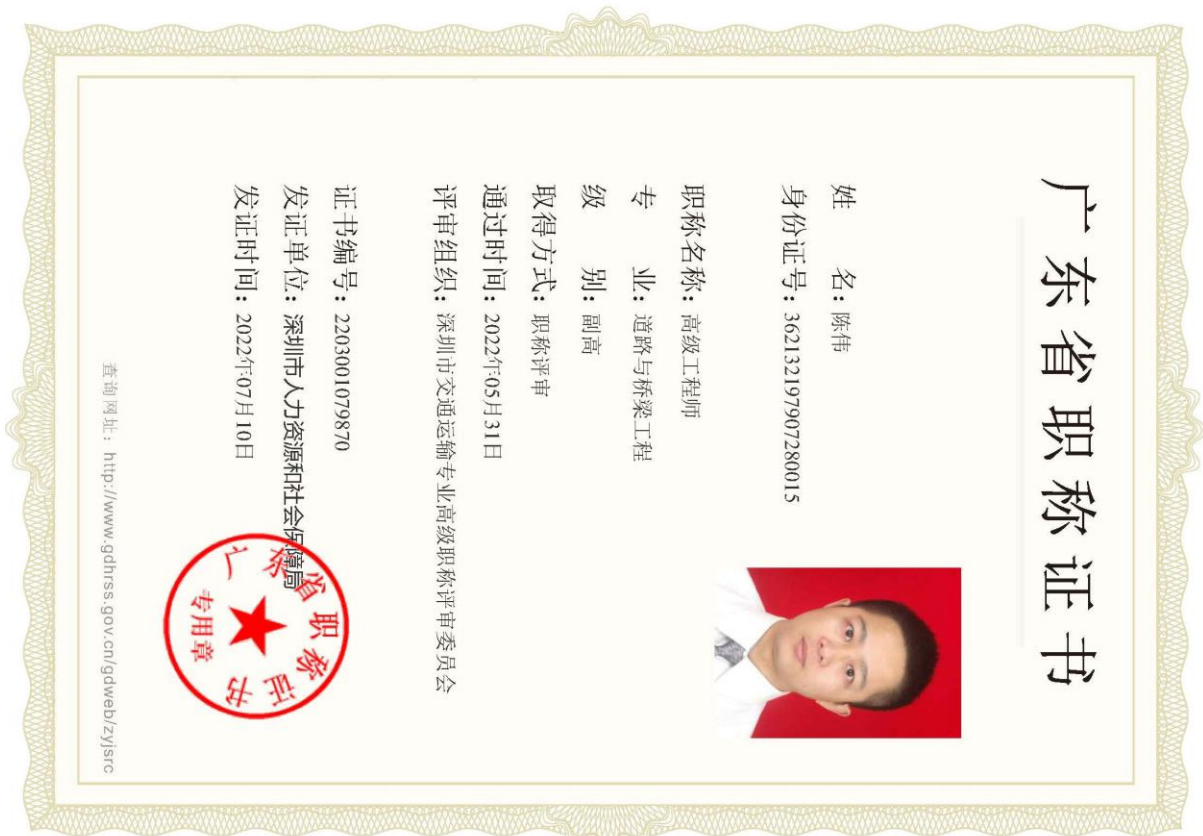 广东省职称证书
姓 名：陈伟
身份证号：362132197907280015
职称名称：高级工程师
专 业：道路与桥梁工程
级 别：副高
取得方式：职称评审
通过时间：2022年05月31日
评审组织：深圳市交通运输专业高级职称评审委员会
证书编号：2203001079870
发证单位：深圳市人力资源和社会保障局
发证时间：2022年07月10日
广东省职称证书
专用章
查询网址：http://www.gdhrss.gov.cn/gdweb/zyjsrc